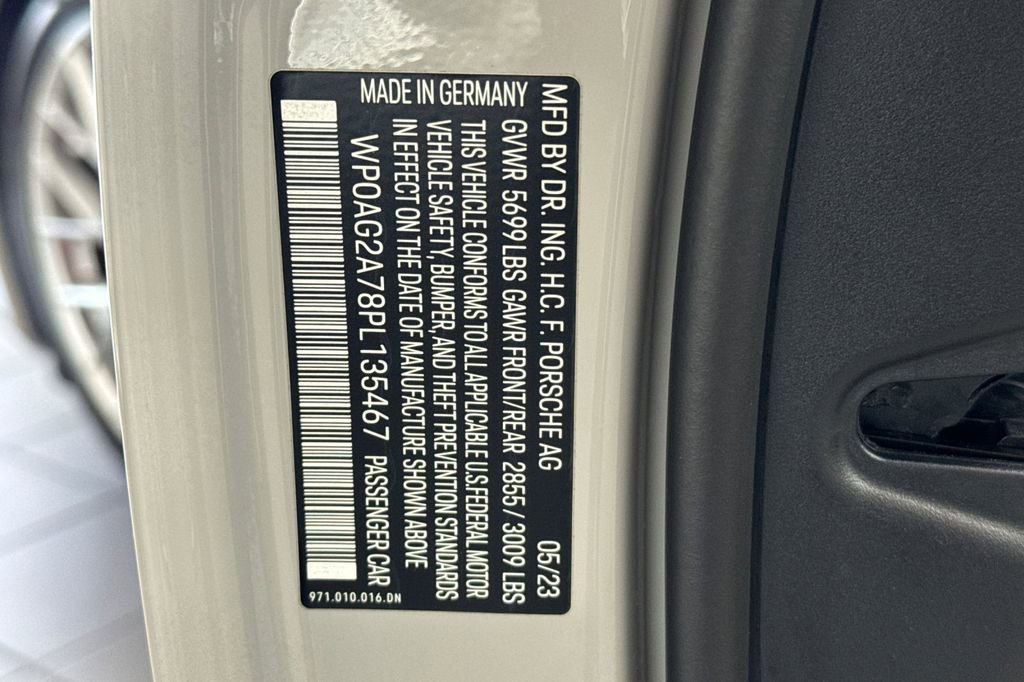 MFD BY DR. ING. H.C. F. PORSCHE AG 05/23
GVWR 5699 LBS GAWR FRONT/REAR 2855 / 3009 LBS
MADE IN GERMANY
THIS VEHICLE CONFORMS TO ALL APPLICABLE U.S FEDERAL MOTOR
VEHICLE SAFETY, BUMPER, AND THEFT PREVENTION STANDARDS
IN EFFECT ON THE DATE OF MANUFACTURE SHOWN ABOVE
WP0AG2A78PL135467 PASSENGER CAR
971.010.016.DN